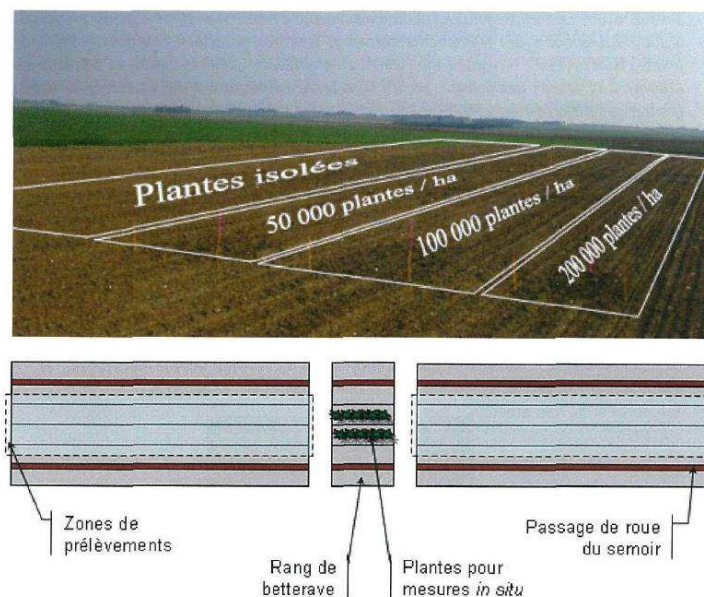 Plantes isolées
50 000 plantes / ha
100 000 plantes / ha
200 000 plantes / ha
Zones de
prélèvements
Rang de
betterave
Plantes pour
mesures in situ
Passage de roue
du semoir